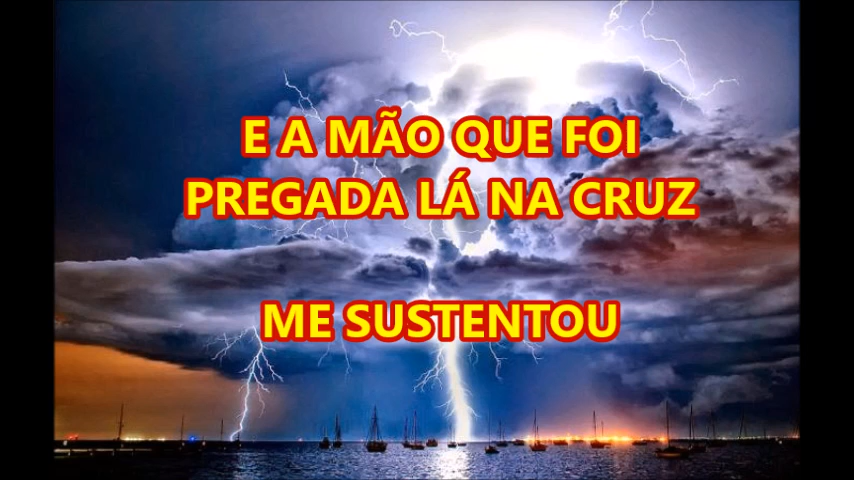 E A MÃO QUE FOI
PREGADA LÁ NA CRUZ
ME SUSTENTOU